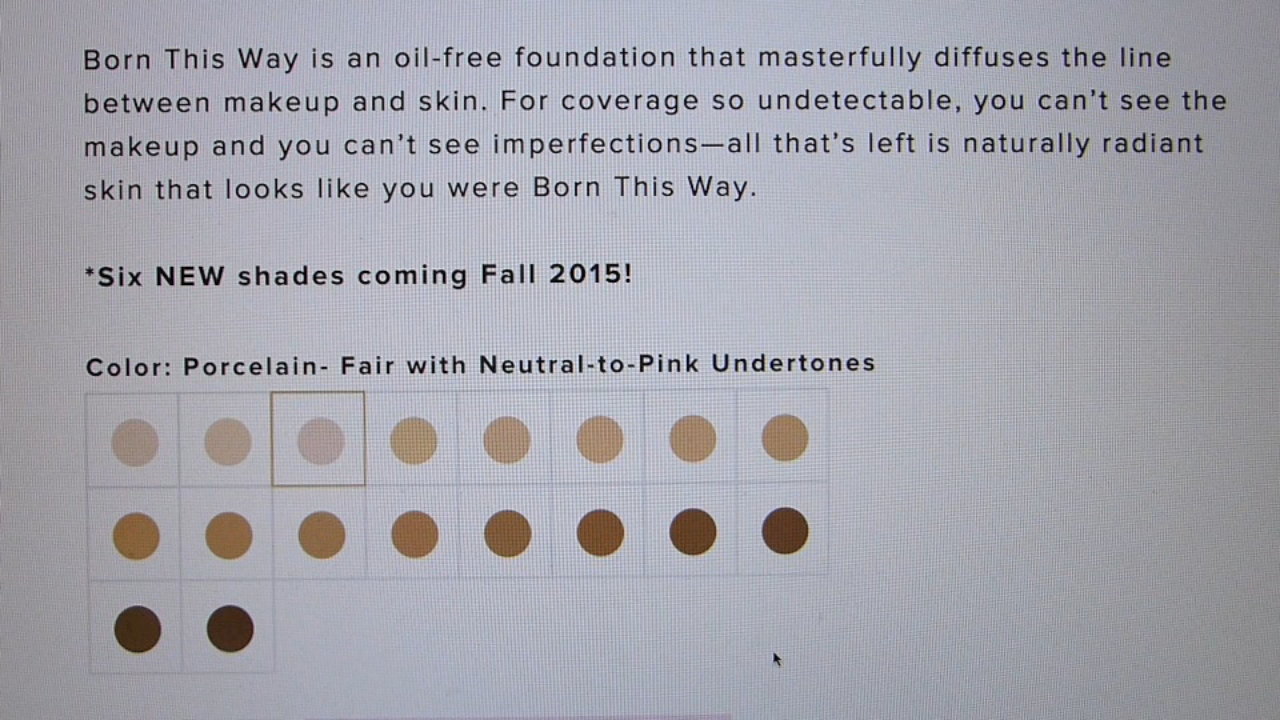 Born This Way is an oil-free foundation that masterfully diffuses the line
between makeup and skin. For coverage so undetectable, you can't see the
makeup and you can't see imperfections—all that's left is naturally radiant
skin that looks like you were Born This Way.
*Six NEW shades coming Fall 2015!
Color: Porcelain- Fair with Neutral-to-Pink Undertones